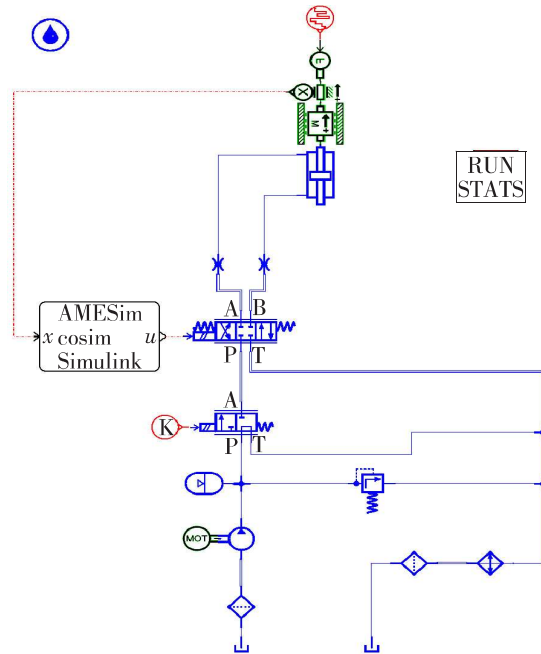 F
X
M
RUN
STATS
A B
AMESim
x cosim u
Simulink
P T
A
K
P T
MOT